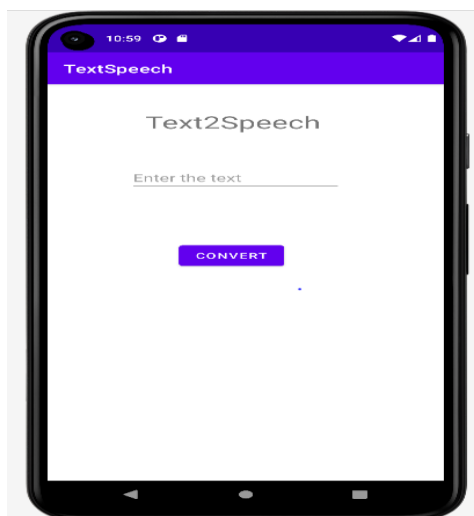 10:59
TextSpeech
Text2Speech
Enter the text
CONVERT